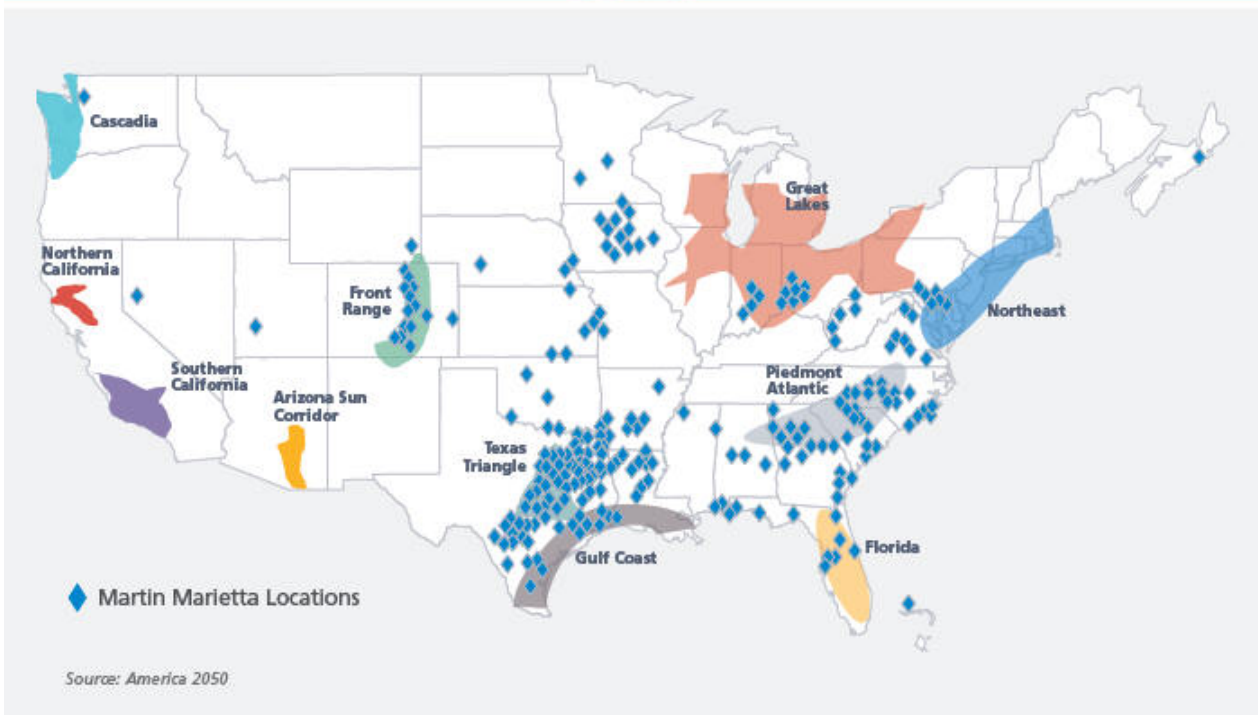 Cascadia
Great
Lakes
Northern
California
Front
Range
Northeast
Southern
California
Piedmont
Atlantic
Arizona Sun
Corridor
Texas
Triangle
Gulf Coast
Florida
Martin Marietta Locations
Source: America 2050